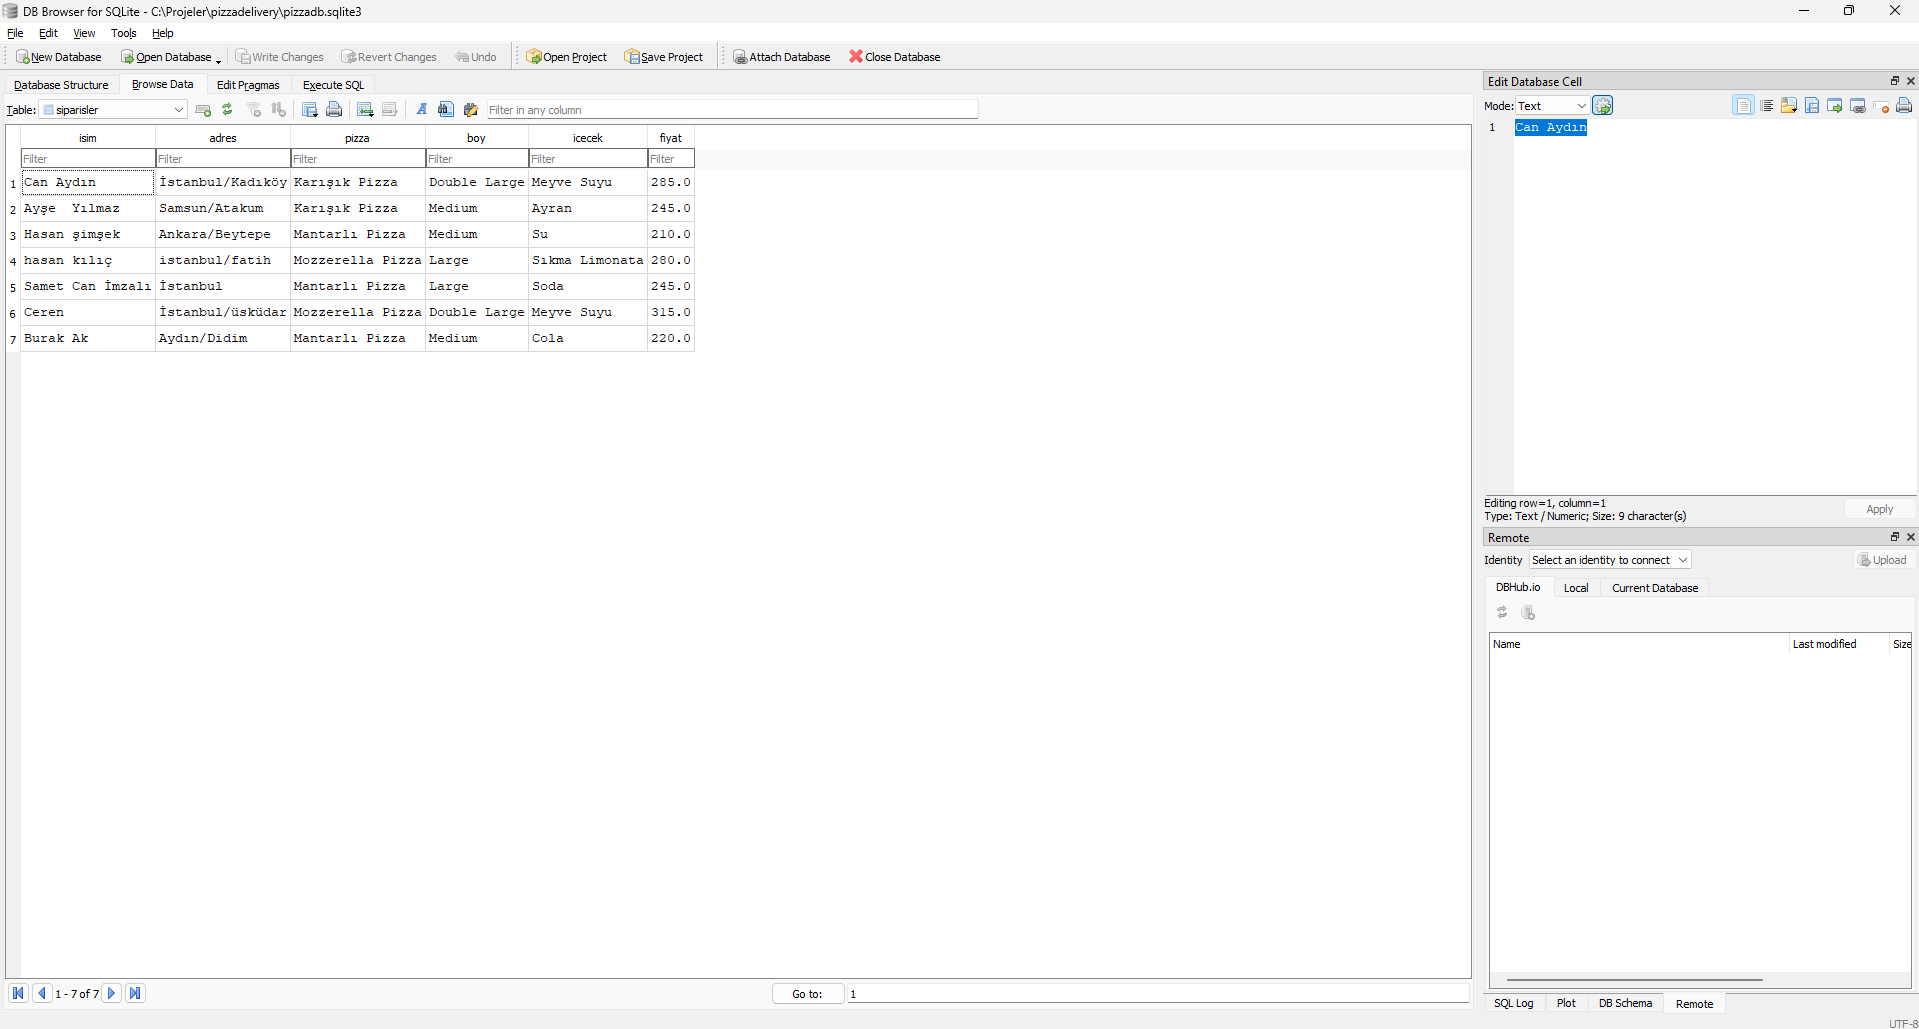 DB Browser for SQLite - C:\Projeler\pizzadelivery\pizzadb.sqlite3
File Edit View Tools Help
New Database Open Database Write Changes Revert Changes Undo Open Project Save Project Attach Database Close Database
Database Structure Browse Data Edit Pragmas Execute SQL
Table: siparisler Filter in any column
isim adres pizza boy icecek fiyat
Filter Filter Filter Filter Filter Filter
1 Can Aydın İstanbul/Kadıköy Karışık Pizza Double Large Meyve Suyu 285.0
2 Ayşe  Yılmaz Samsun/Atakum Karışık Pizza Medium Ayran 245.0
3 Hasan şimşek Ankara/Beytepe Mantarlı Pizza Medium Su 210.0
4 hasan kılıç istanbul/fatih Mozzerella Pizza Large Sıkma Limonata 280.0
5 Samet Can İmzalı İstanbul Mantarlı Pizza Large Soda 245.0
6 Ceren İstanbul/üsküdar Mozzerella Pizza Double Large Meyve Suyu 315.0
7 Burak Ak Aydın/Didim Mantarlı Pizza Medium Cola 220.0
1 - 7 of 7 Go to: 1
Edit Database Cell
Mode: Text
1 Can Aydın
Editing row=1, column=1
Type: Text / Numeric; Size: 9 character(s)
Apply
Remote
Identity Select an identity to connect Upload
DBHub.io Local Current Database
Name Last modified Size
SQL Log Plot DB Schema Remote
UTF-8